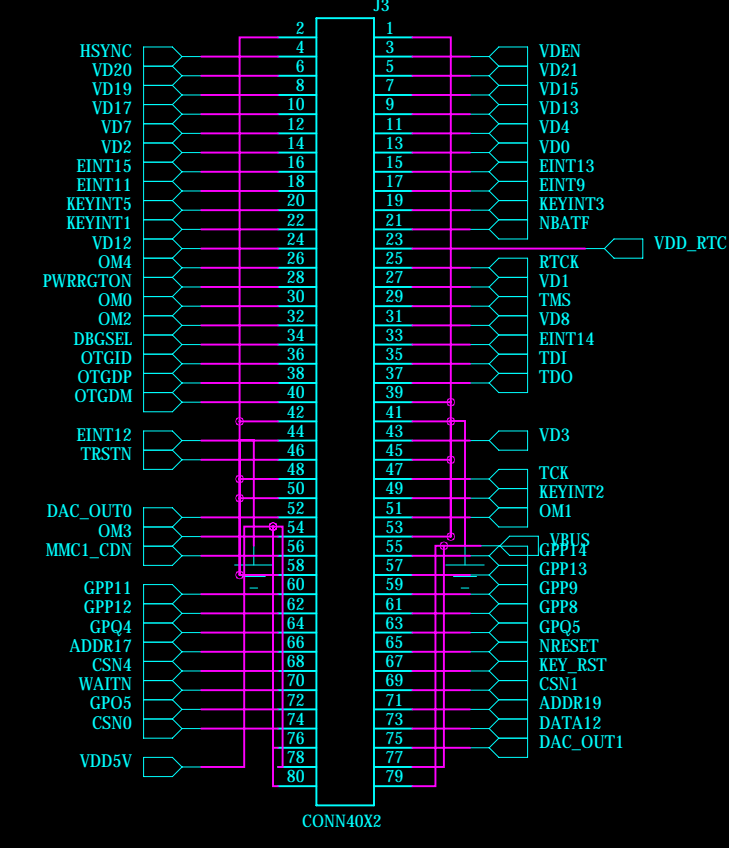 J3
2 1
HSYNC 4 3 VDEN
VD20 6 5 VD21
VD19 8 7 VD15
VD17 10 9 VD13
VD7 12 11 VD4
VD2 14 13 VD0
EINT15 16 15 EINT13
EINT11 18 17 EINT9
KEYINT5 20 19 KEYINT3
KEYINT1 22 21 NBATF
VD12 24 23 VDD_RTC
OM4 26 25 RTCK
PWRRGTON 28 27 VD1
OM0 30 29 TMS
OM2 32 31 VD8
DBGSEL 34 33 EINT14
OTGID 36 35 TDI
OTGDP 38 37 TDO
OTGDM 40 39
42 41
EINT12 44 43 VD3
TRSTN 46 45
48 47 TCK
50 49 KEYINT2
DAC_OUT0 52 51 OM1
OM3 54 53
VBUS
MMC1_CDN 56 55 GPP14
58 57 GPP13
GPP11 60 59 GPP9
GPP12 62 61 GPP8
GPQ4 64 63 GPQ5
ADDR17 66 65 NRESET
CSN4 68 67 KEY_RST
WAITN 70 69 CSN1
GPO5 72 71 ADDR19
CSN0 74 73 DATA12
76 75 DAC_OUT1
VDD5V 78 77
80 79
CONN40X2